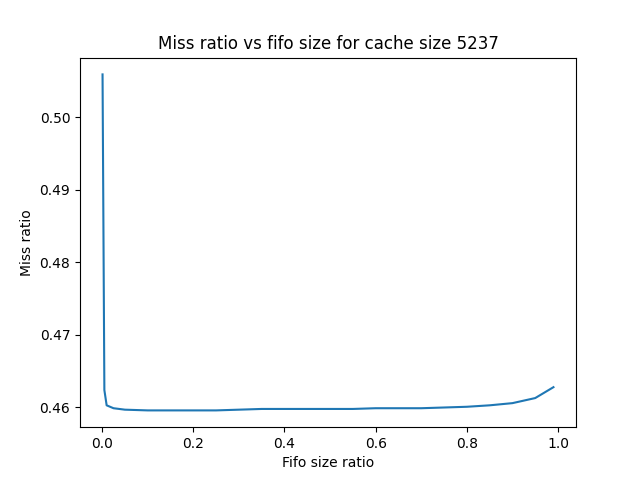 Miss ratio vs fifo size for cache size 5237
0.50
0.49
0.48
0.47
0.46
Miss ratio
0.0 0.2 0.4 0.6 0.8 1.0
Fifo size ratio